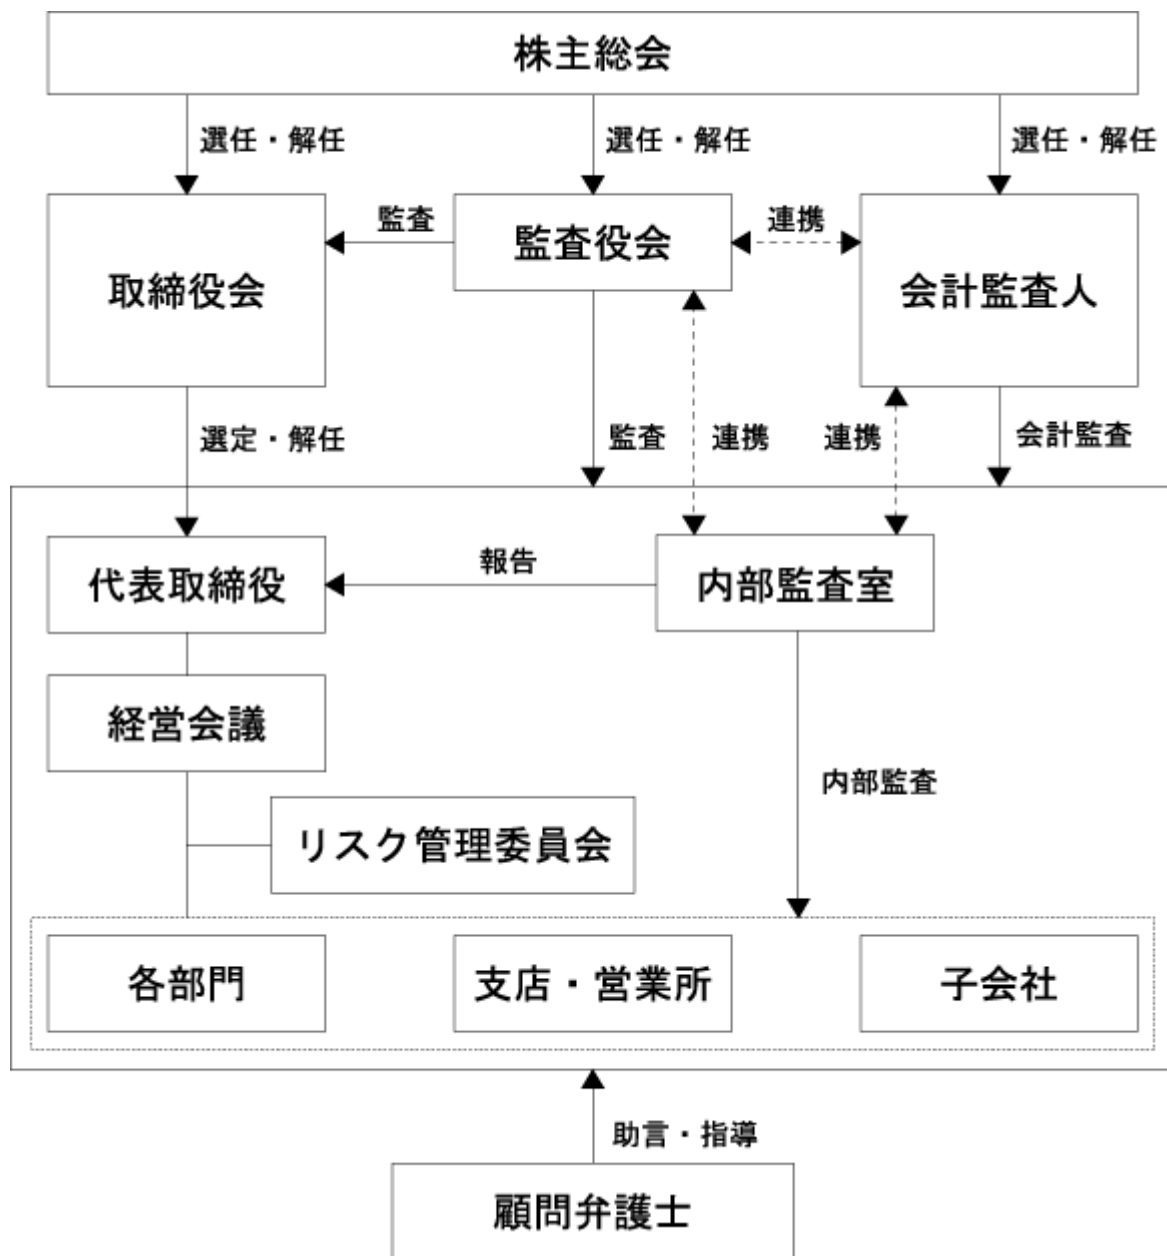 株主総会
選任・解任
選任・解任
選任・解任
取締役会
監査
監査役会
連携
会計監査人
選定・解任
監査
連携
連携
会計監査
代表取締役
報告
内部監査室
経営会議
内部監査
リスク管理委員会
各部門
支店・営業所
子会社
助言・指導
顧問弁護士